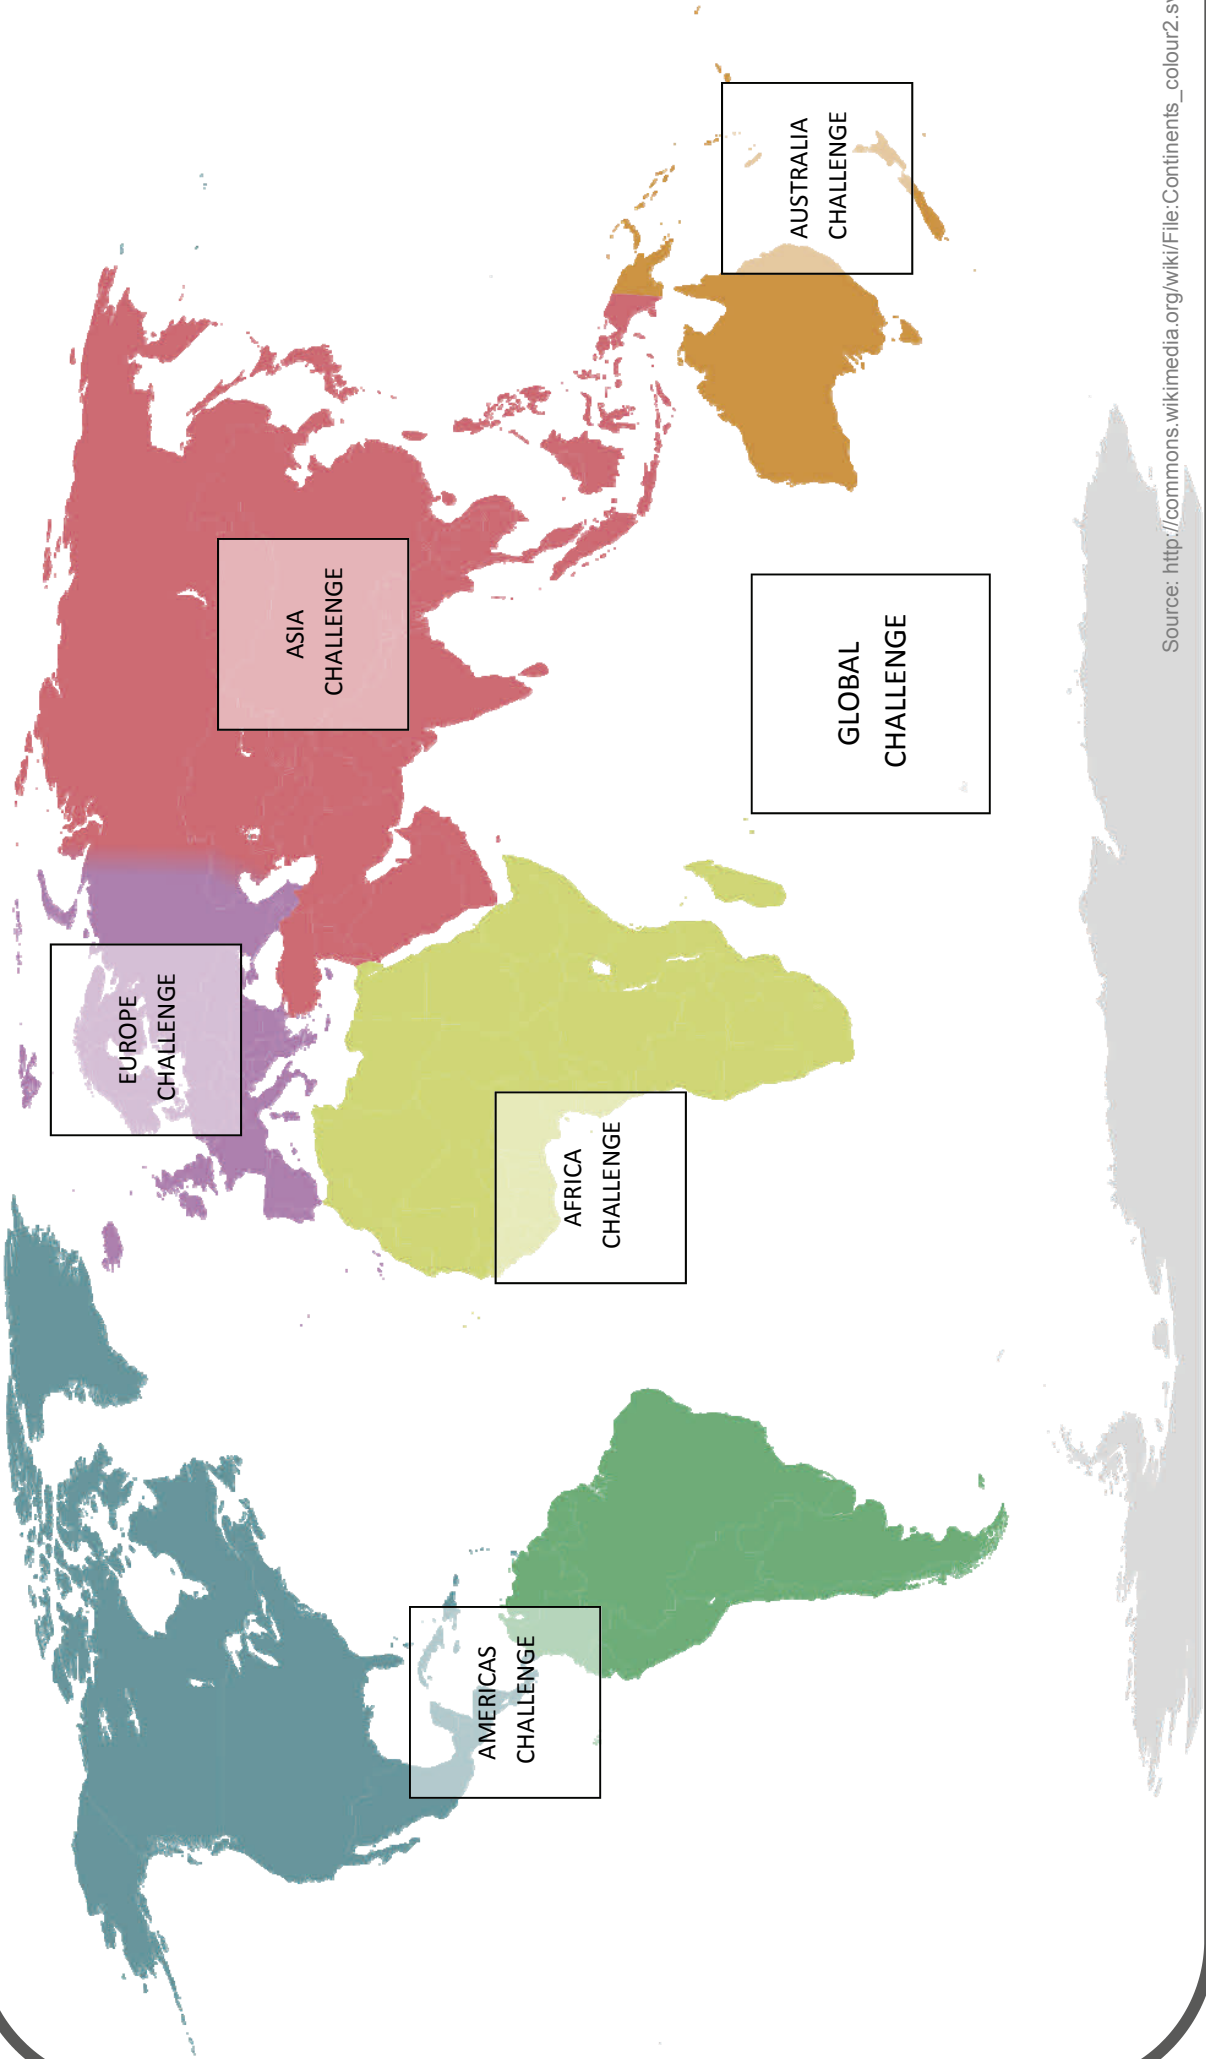 EUROPE
CHALLENGE
ASIA
CHALLENGE
AMERICAS
CHALLENGE
AFRICA
CHALLENGE
AUSTRALIA
CHALLENGE
GLOBAL
CHALLENGE
Source: http://commons.wikimedia.org/wiki/File:Continents_colour2.sv